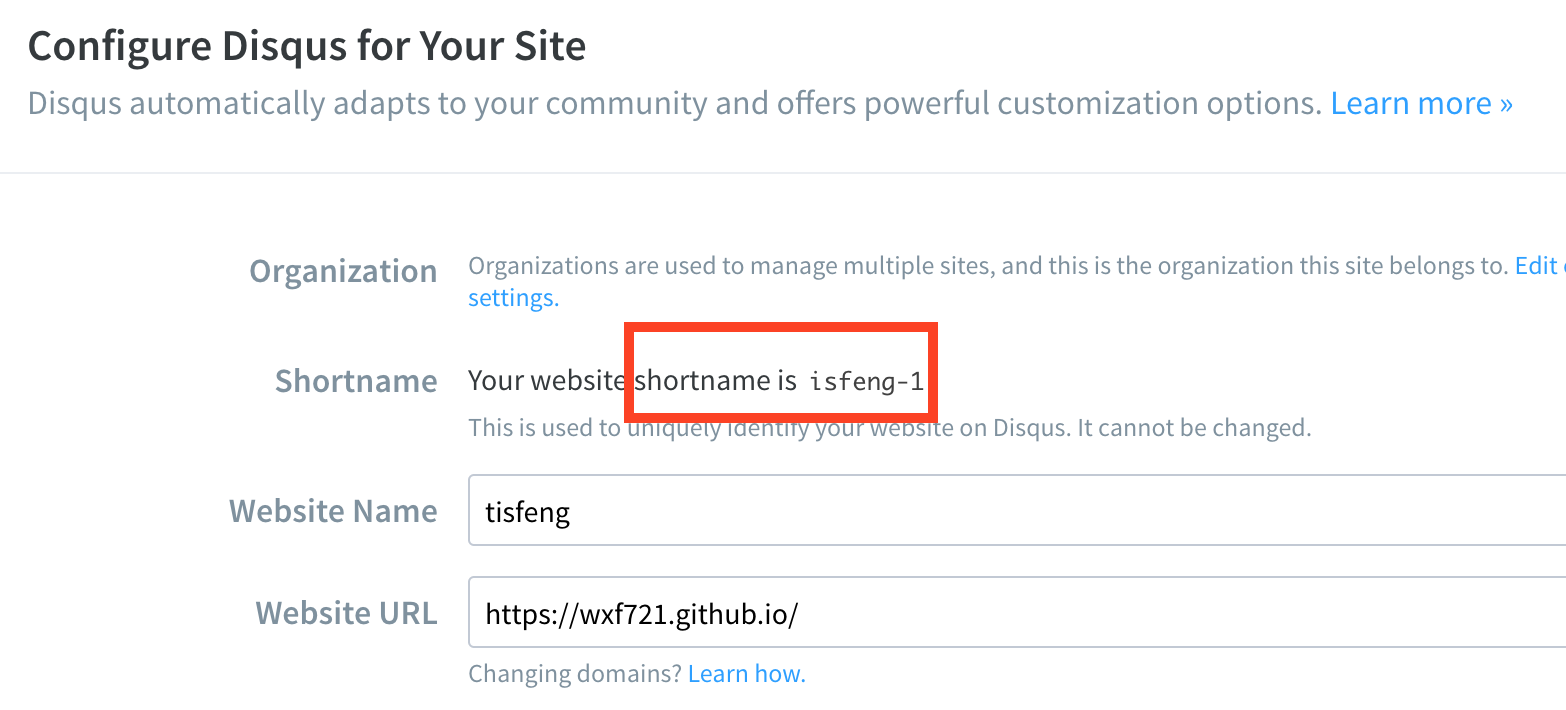 Configure Disqus for Your Site
Disqus automatically adapts to your community and offers powerful customization options. Learn more »
Organization
Organizations are used to manage multiple sites, and this is the organization this site belongs to. Edit
settings.
Shortname
Your website shortname is isfeng-1
This is used to uniquely identify your website on Disqus. It cannot be changed.
Website Name
tisfeng
Website URL
https://wxf721.github.io/
Changing domains? Learn how.